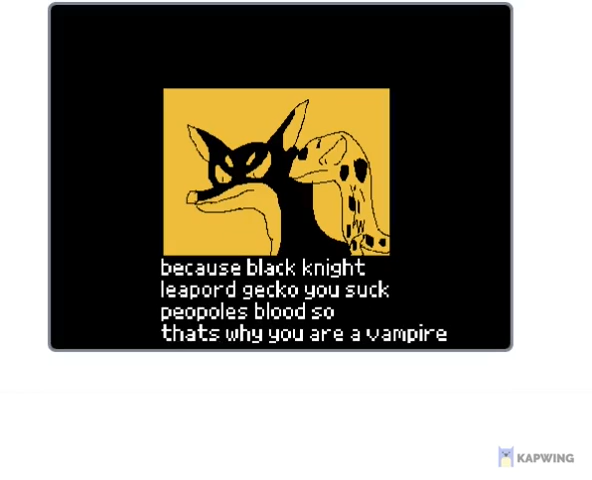 because black knight
leapord gecko you suck
peopoles blood so
thats why you are a vampire
KAPWING